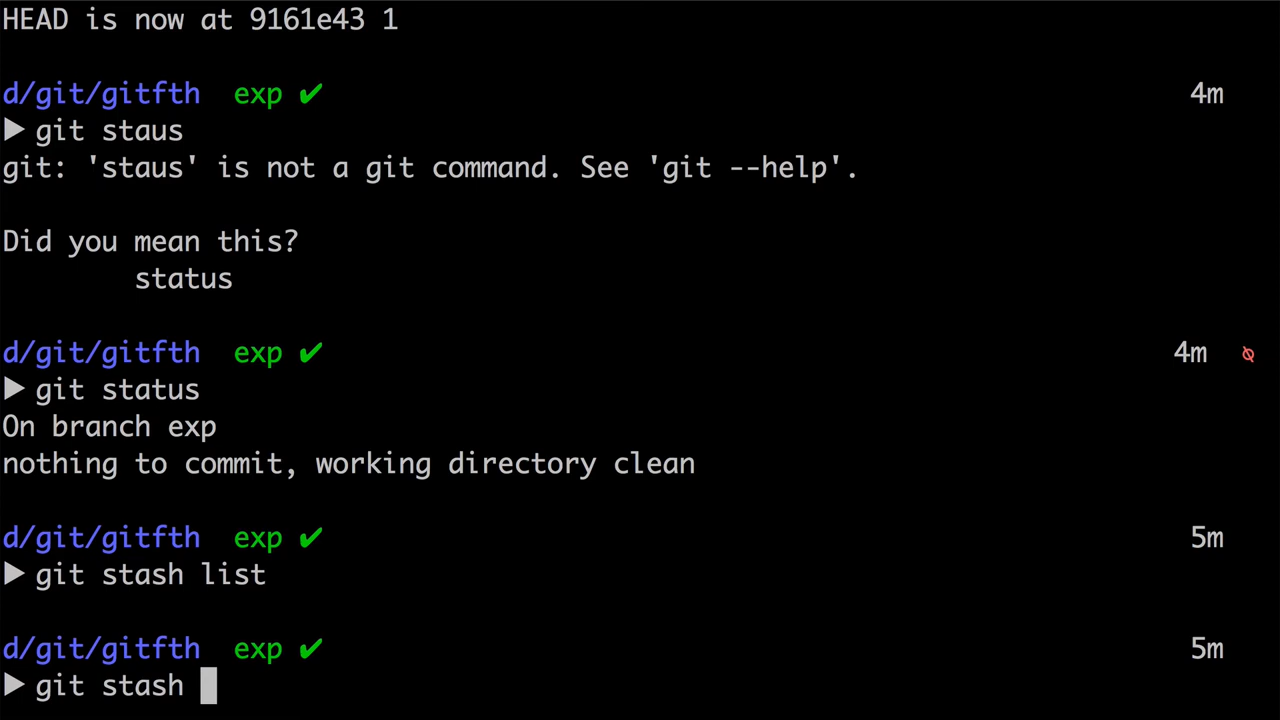 HEAD is now at 9161e43 1
d/git/gitfth exp ✔ 4m
▶ git staus
git: 'staus' is not a git command. See 'git --help'.
Did you mean this?
status
d/git/gitfth exp ✔ 4m ⦰
▶ git status
On branch exp
nothing to commit, working directory clean
d/git/gitfth exp ✔ 5m
▶ git stash list
d/git/gitfth exp ✔ 5m
▶ git stash